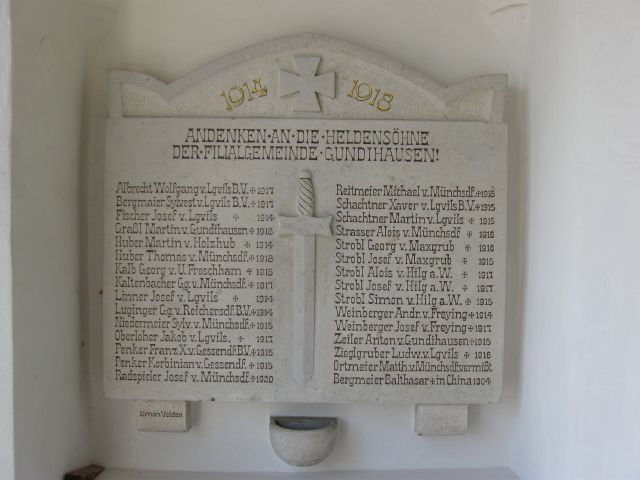 1914 1918
ANDENKEN·AN·DIE·HELDENSÖHNE
DER·FILIALGEMEINDE·GUNDIHAUSEN!
Albrecht Wolfgang v. Lgvils B.V. ✠ 1917
Bergmaier Sylvest v. Lgvils B.V. ✠ 1917
Fischer Josef v. Lgvils ✠ 1914
Graßl Martin v. Gundihausen ✠ 1918
Huber Martin v. Holzhub ✠ 1914
Huber Thomas v. Münchsdf. ✠ 1918
Kalb Georg v. U. Froschham ✠ 1915
Kaltenbacher Gg. v. Münchsdf. ✠ 1917
Linner Josef v. Lgvils ✠ 1914
Luginger Gg. v. Reichersdf. B.V. ✠ 1914
Niedermeier Sylv. v. Münchsdf. ✠ 1915
Oberloher Jakob v. Lgvils. ✠ 1917
Penker Franz X. v. Gessendf. B.V. ✠ 1915
Penker Korbinian v. Gessendf. ✠ 1915
Radspieler Josef v. Münchsdf. ✠ 1920
Reitmeier Michael v. Münchsdf. ✠ 1918
Schachtner Xaver v. Lgvils B.V. ✠ 1915
Schachtner Martin v. Lgvils ✠ 1915
Strasser Alois v. Münchsdf ✠ 1916
Strobl Georg v. Maxgrub ✠ 1916
Strobl Josef v. Maxgrub ✠ 1915
Strobl Alois v. Hilg a. W. ✠ 1917
Strobl Josef v. Hilg a. W. ✠ 1917
Strobl Simon v. Hilg a. W. ✠ 1915
Weinberger Andr. v. Freying ✠ 1914
Weinberger Josef v. Freying ✠ 1917
Zeiler Anton v. Gundihausen ✠ 1915
Zieglgruber Ludw. v. Lgvils ✠ 1916
Ortmeier Matth. v. Münchsdf. vermißt
Bergmeier Balthasar ✠ in China 1904
Simon Velden